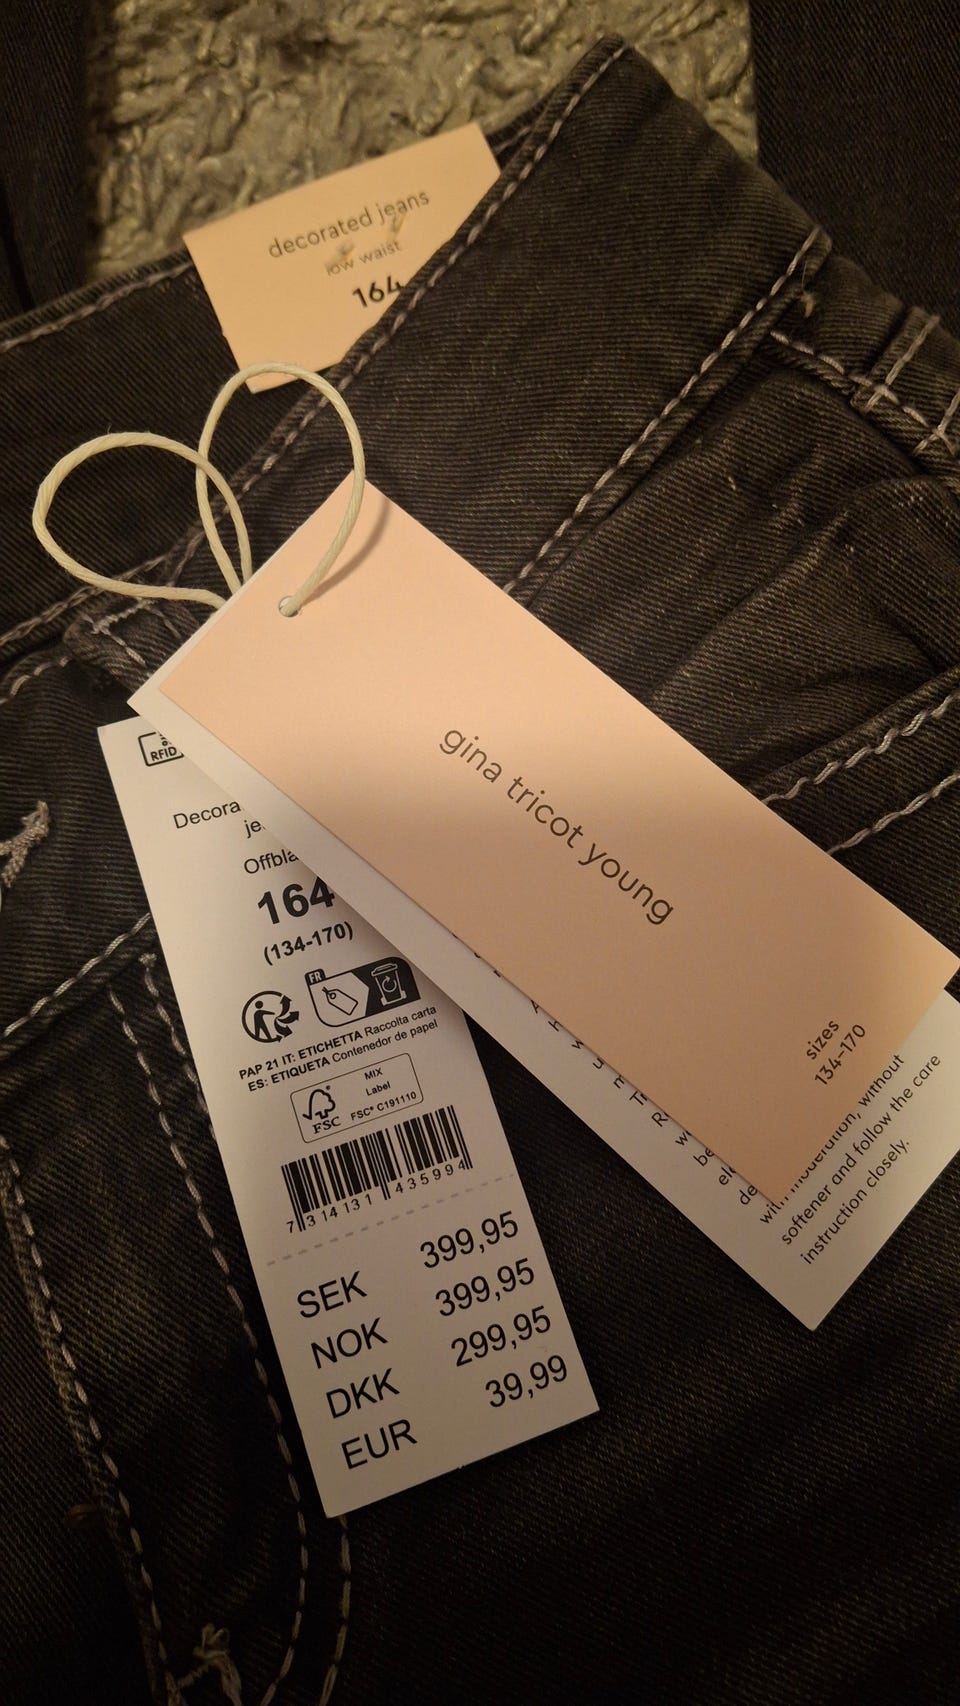 decorated jeans
low waist
164
gina tricot young
sizes
134-170
RFID
Decora
je
Offbla
164
(134-170)
FR
PAP 21 IT: ETICHETTA Raccolta carta
ES: ETIQUETA Contenedor de papel
FSC
MIX
Label
FSC® C191110
7 314131 435994
SEK 399,95
NOK 399,95
DKK 299,95
EUR 39,99
without
softener and follow the care
instruction closely.